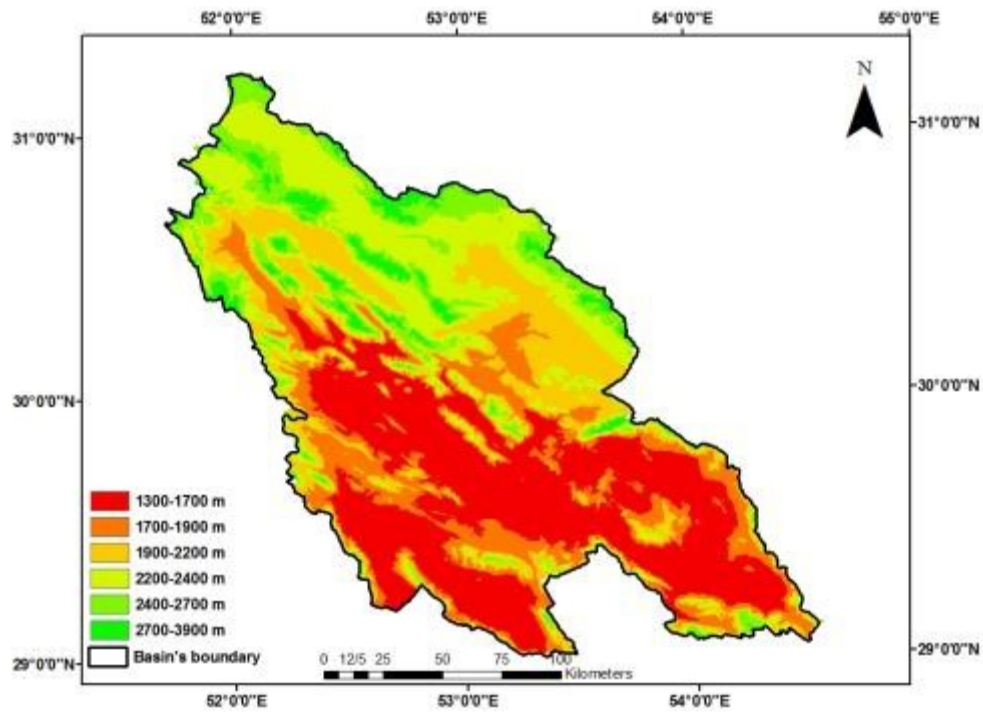 52°0'0"E 53°0'0"E 54°0'0"E 55°0'0"E
N
31°0'0"N 31°0'0"N
30°0'0"N 30°0'0"N
1300-1700 m
1700-1900 m
1900-2200 m
2200-2400 m
2400-2700 m
2700-3900 m
Basin's boundary
0 12/5 25 50 75 100
Kilometers
29°0'0"N 29°0'0"N
52°0'0"E 53°0'0"E 54°0'0"E